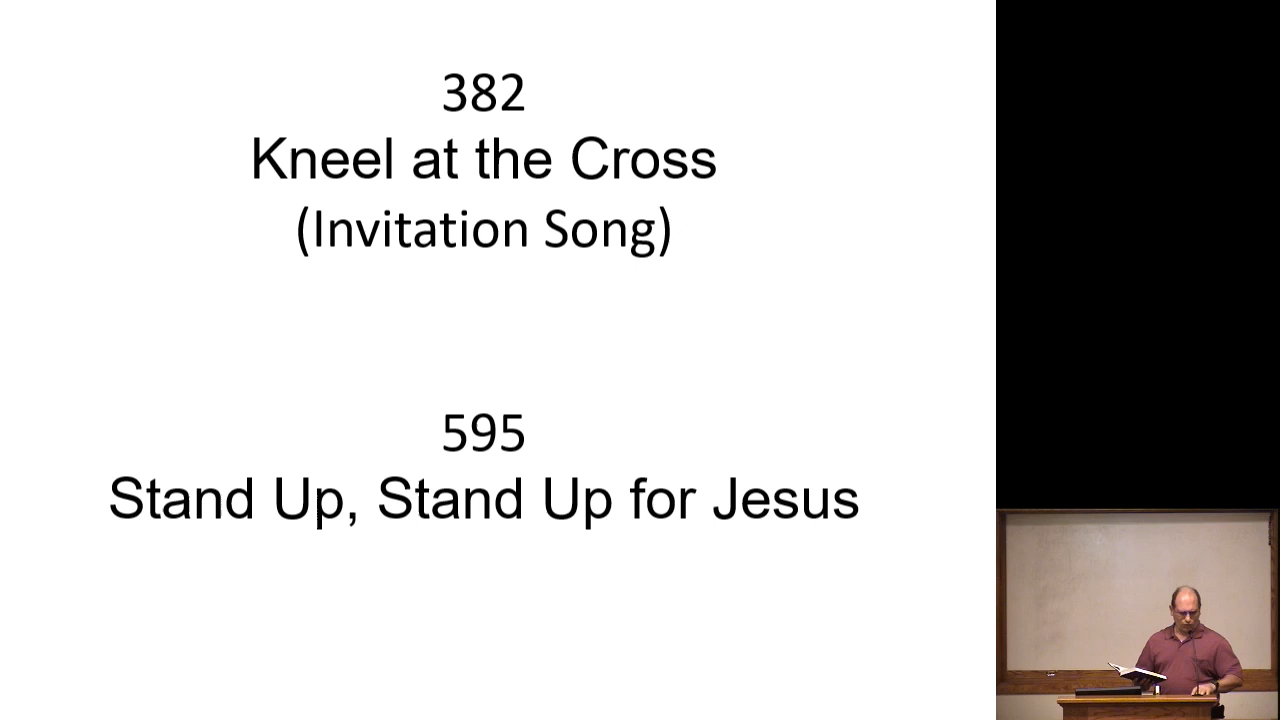 382
Kneel at the Cross
(Invitation Song)
595
Stand Up, Stand Up for Jesus